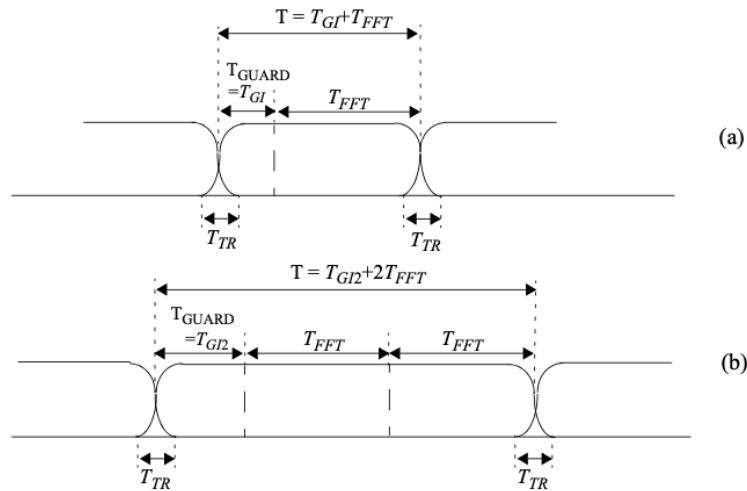 T = T_GI+T_FFT
T_GUARD
=T_GI
T_FFT
(a)
T_TR
T_TR
T = T_GI2+2T_FFT
T_GUARD
=T_GI2
T_FFT
T_FFT
(b)
T_TR
T_TR